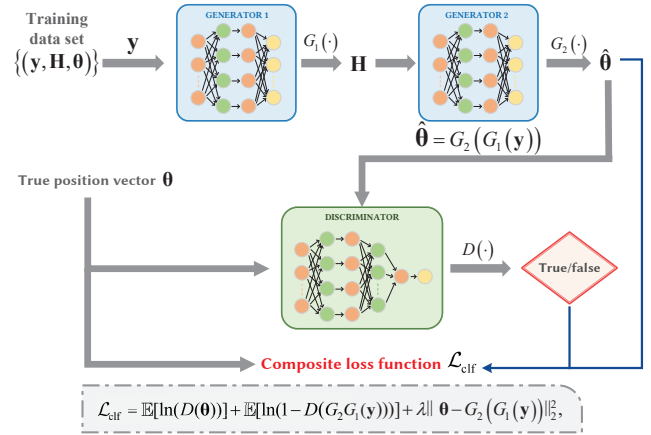 Training
data set
{(y, H, θ)}
y
GENERATOR 1
G₁(·)
H
GENERATOR 2
G₂(·)
θ̂
θ̂ = G₂(G₁(y))
True position vector θ
DISCRIMINATOR
D(·)
True/false
Composite loss function ℒ_clf
ℒ_clf = 𝔼[ln(D(θ))] + 𝔼[ln(1−D(G₂G₁(y)))] + λ‖ θ−G₂(G₁(y))‖₂²,